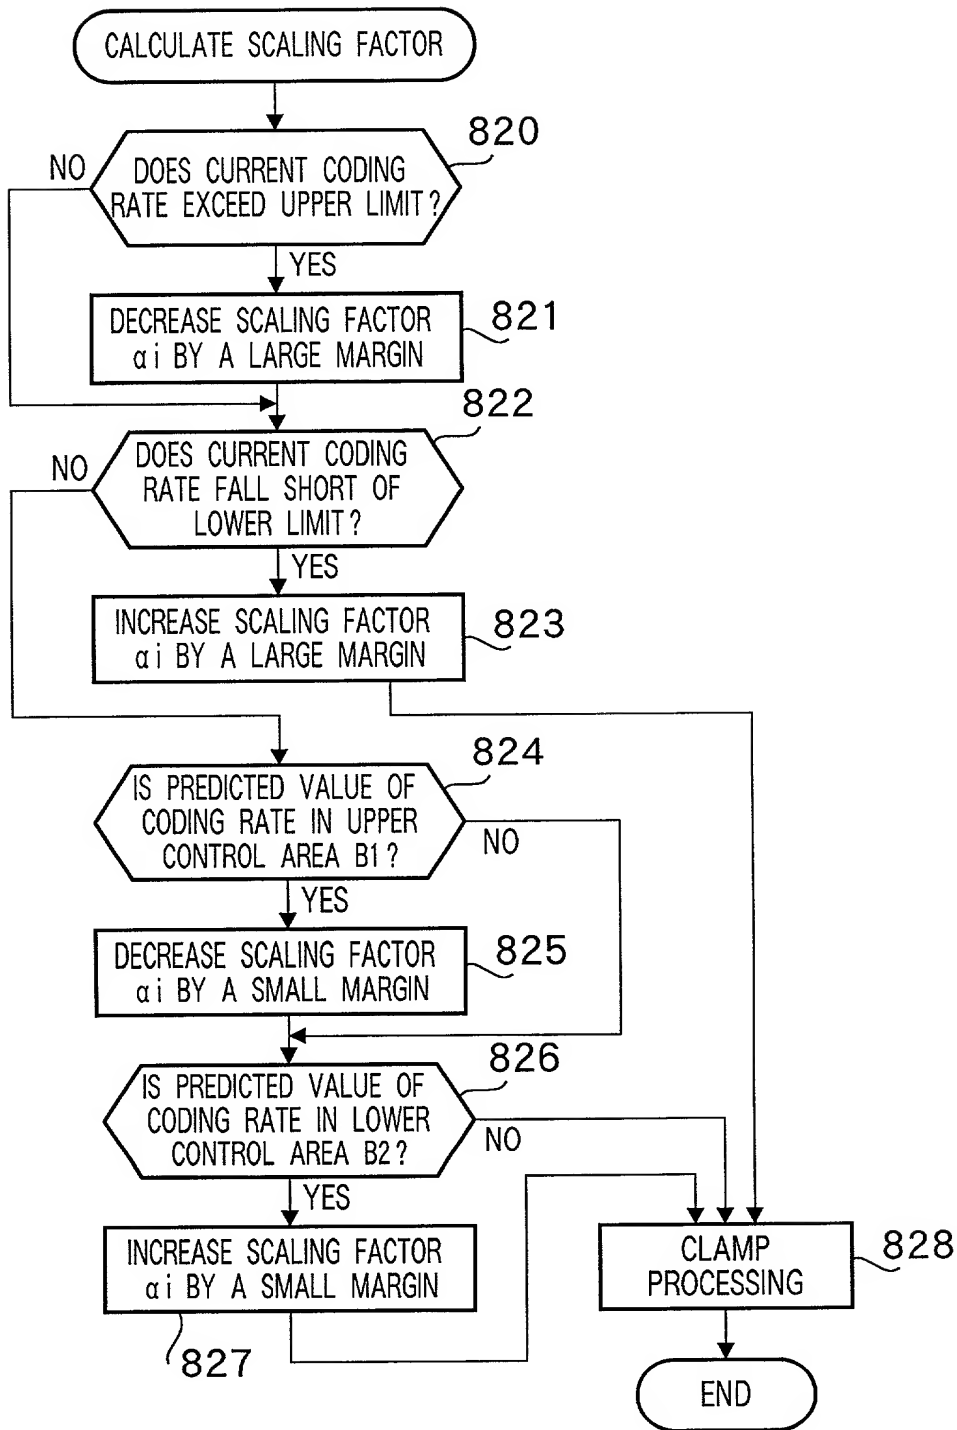 CALCULATE SCALING FACTOR
820
NO
DOES CURRENT CODING
RATE EXCEED UPPER LIMIT?
YES
DECREASE SCALING FACTOR
αi BY A LARGE MARGIN
821
822
NO
DOES CURRENT CODING
RATE FALL SHORT OF
LOWER LIMIT?
YES
INCREASE SCALING FACTOR
αi BY A LARGE MARGIN
823
824
IS PREDICTED VALUE OF
CODING RATE IN UPPER
CONTROL AREA B1?
NO
YES
DECREASE SCALING FACTOR
αi BY A SMALL MARGIN
825
826
IS PREDICTED VALUE OF
CODING RATE IN LOWER
CONTROL AREA B2?
NO
YES
INCREASE SCALING FACTOR
αi BY A SMALL MARGIN
827
CLAMP
PROCESSING
828
END